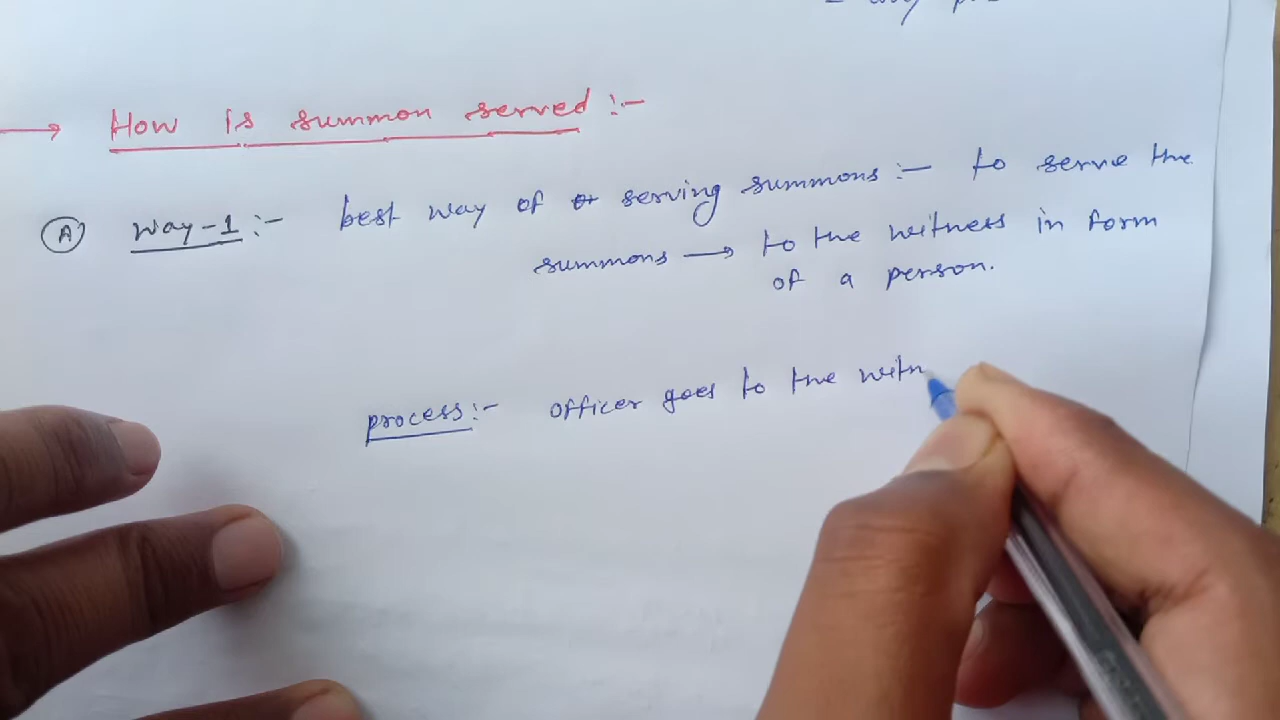 → How is summon served :-
(A) way-1 :- best way of serving summons :- to serve the
summons → to the witness in form
of a person.
process :- officer goes to the witn